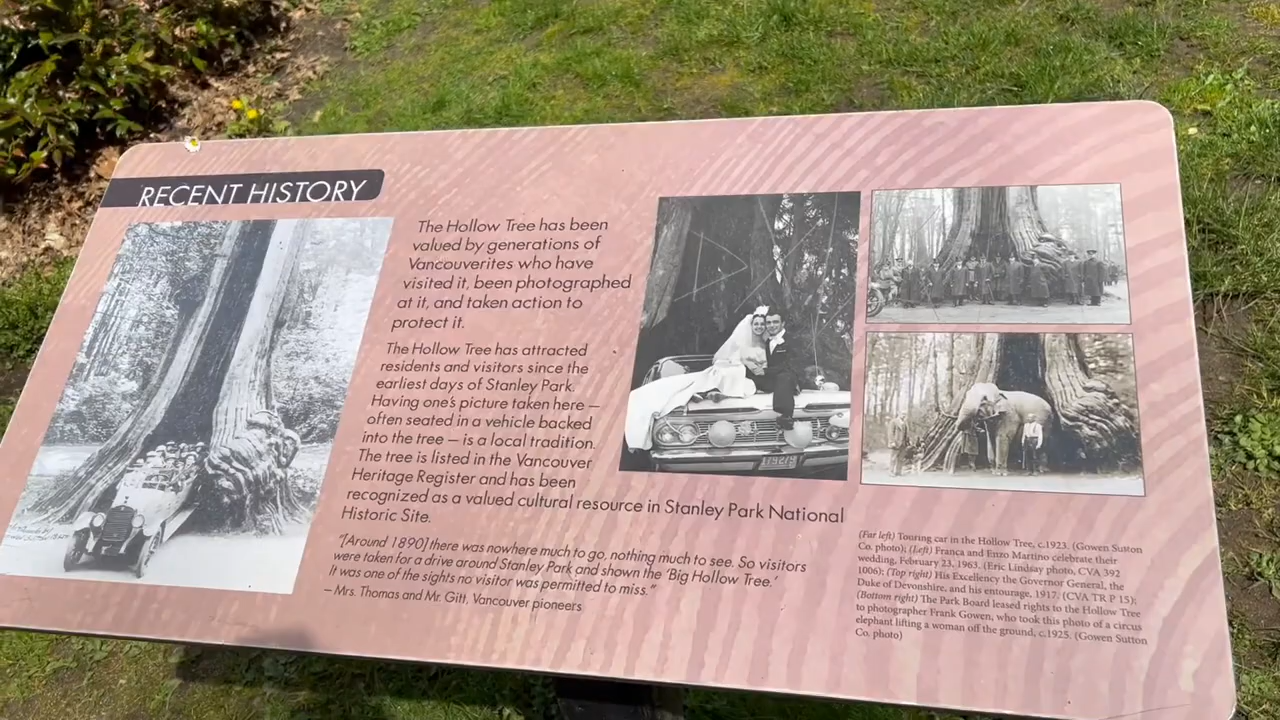 RECENT HISTORY
The Hollow Tree has been
valued by generations of
Vancouverites who have
visited it, been photographed
at it, and taken action to
protect it.
The Hollow Tree has attracted
residents and visitors since the
earliest days of Stanley Park.
Having one's picture taken here –
often seated in a vehicle backed
into the tree – is a local tradition.
The tree is listed in the Vancouver
Heritage Register and has been
recognized as a valued cultural resource in Stanley Park National
Historic Site.
"[Around 1890] there was nowhere much to go, nothing much to see. So visitors
were taken for a drive around Stanley Park and shown the 'Big Hollow Tree.'
It was one of the sights no visitor was permitted to miss."
– Mrs. Thomas and Mr. Gitt, Vancouver pioneers
(Far left) Touring car in the Hollow Tree, c.1923. (Gowen Sutton
Co. photo); (Left) Franca and Enzo Martino celebrate their
wedding, February 23, 1963. (Eric Lindsay photo, CVA 392
1006); (Top right) His Excellency the Governor General, the
Duke of Devonshire, and his entourage, 1917. (CVA TR P 15);
(Bottom right) The Park Board leased rights to the Hollow Tree
to photographer Frank Gowen, who took this photo of a circus
elephant lifting a woman off the ground, c.1925. (Gowen Sutton
Co. photo)